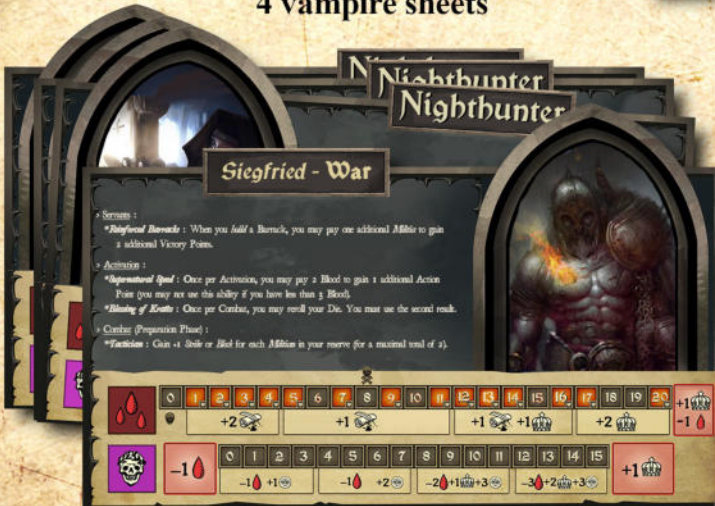 4 vampire sheets
Nightbunter
Nightbunter
Siegfried - War
> Servants :
*Reinforced Barracks : When you build a Barrack, you may pay one additional Militia to gain
2 additional Victory Points.
> Activation :
*Supernatural Speed : Once per Activation, you may pay 2 Blood to gain 1 additional Action
Point (you may not use this ability if you have less than 3 Blood).
*Blessing of : Once per Combat, you may reroll your Die. You must use the second result.
> Combat (Preparation Phase) :
*Tactician : Gain +1 Strike or Block for each Militian in your reserve (for a maximal total of 2).
0 1 2 3 4 5 6 7 8 9 10 11 12 13 14 15 16 17 18 19 20
+1
-1
+2 +1 +1 +1 +2
0 1 2 3 4 5 6 7 8 9 10 11 12 13 14 15
-1
+1
-1 +1 -1 +2 -2 +1 +3 -3 +2 +3